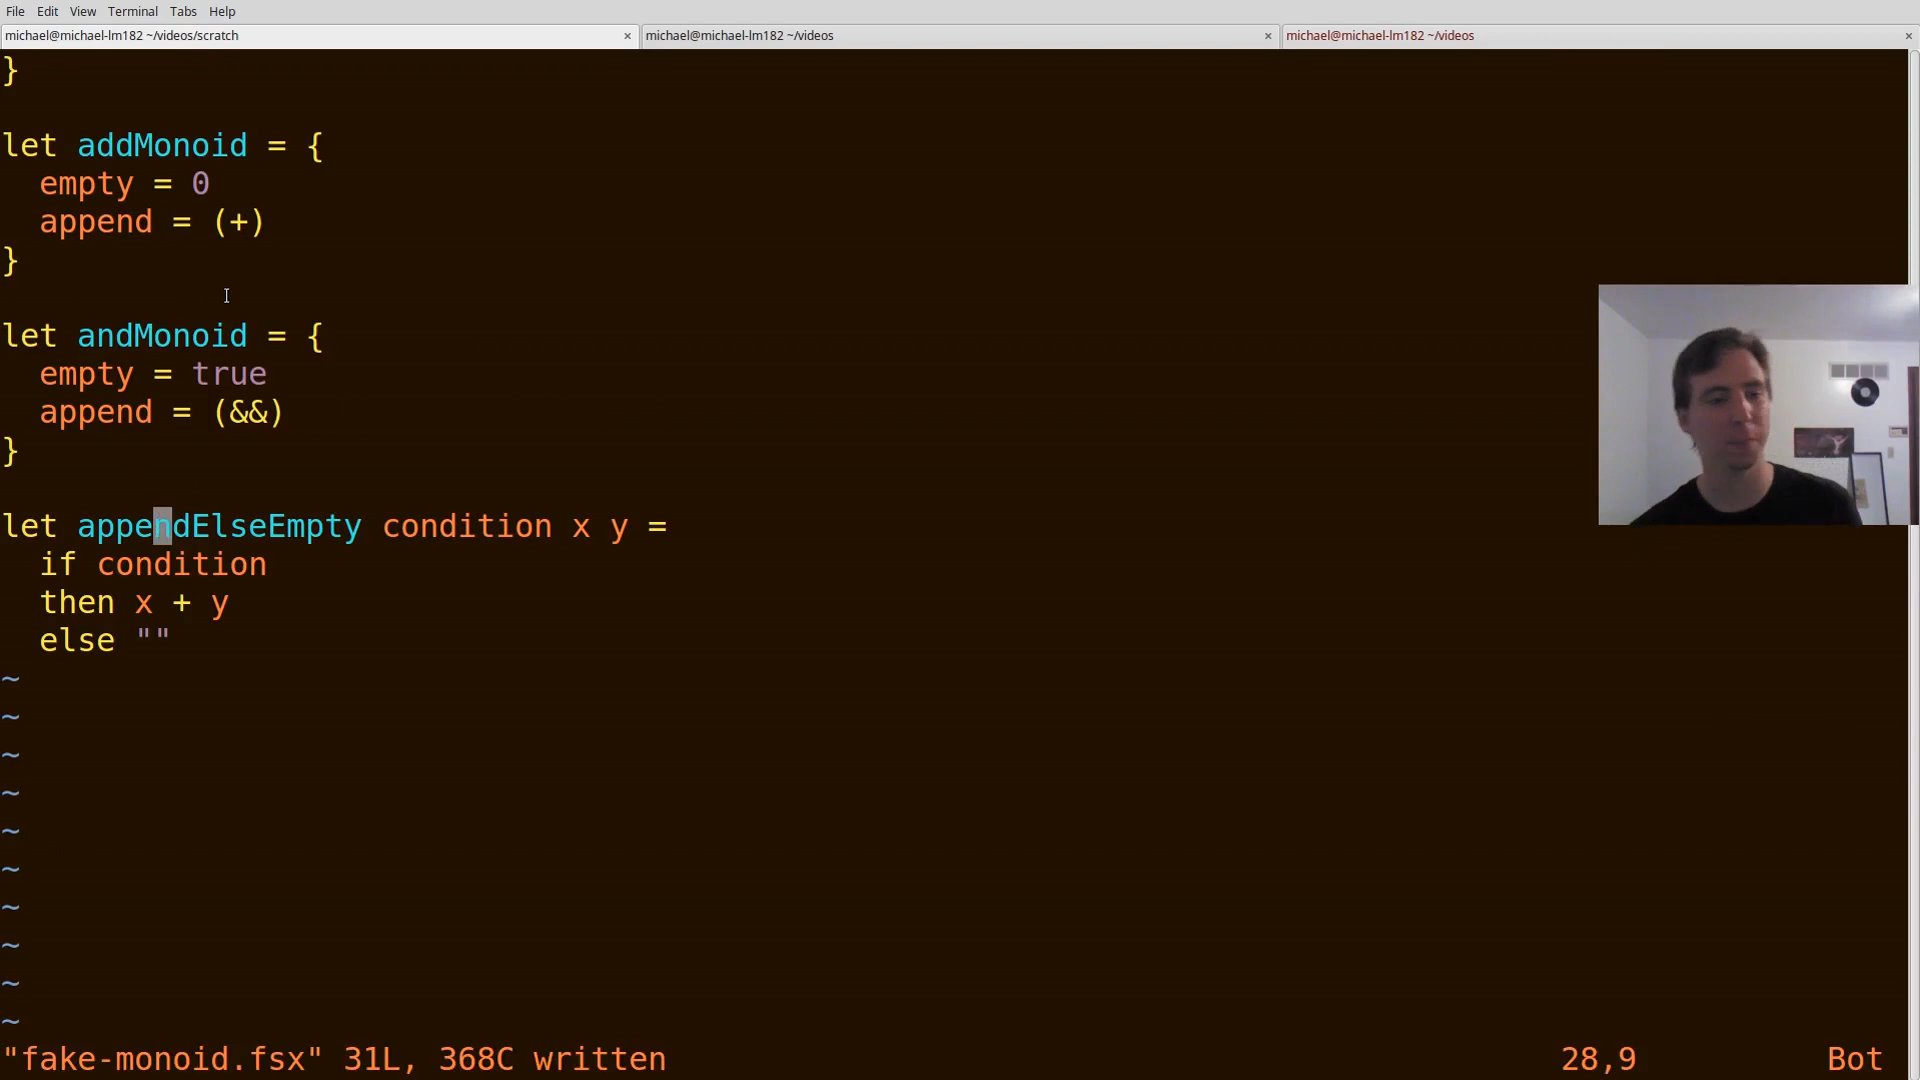 File Edit View Terminal Tabs Help
michael@michael-lm182 ~/videos/scratch × michael@michael-lm182 ~/videos × michael@michael-lm182 ~/videos ×
}
let addMonoid = {
  empty = 0
  append = (+)
}
let andMonoid = {
  empty = true
  append = (&&)
}
let appendElseEmpty condition x y =
  if condition
  then x + y
  else ""
~
~
~
~
~
~
~
~
~
~
"fake-monoid.fsx" 31L, 368C written 28,9 Bot